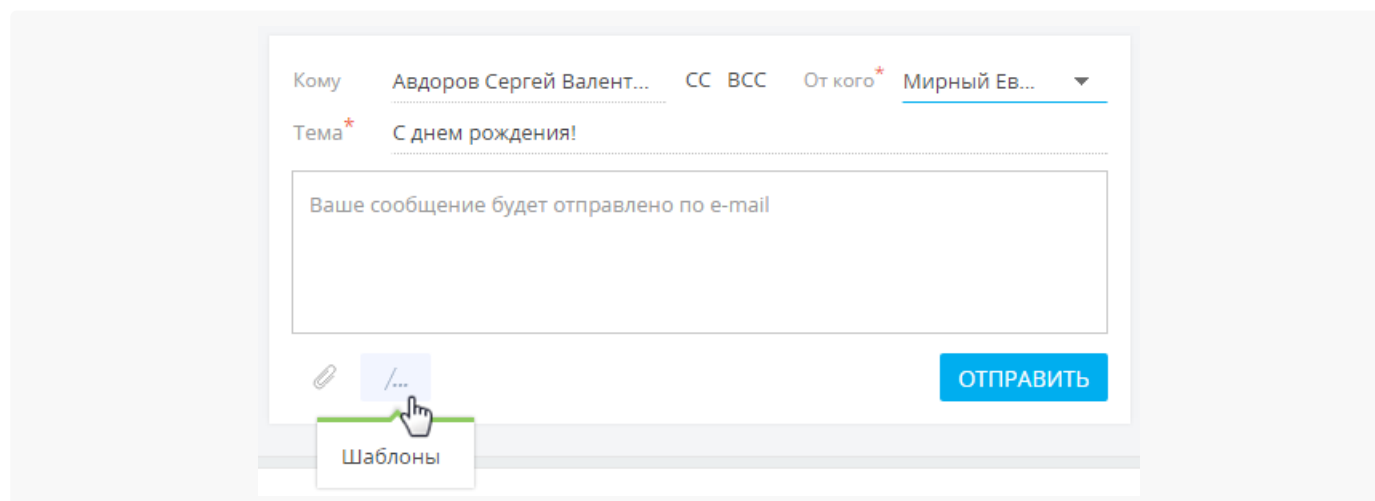 Кому Авдоров Сергей Валент... CC BCC От кого* Мирный Ев...
Тема* С днем рождения!
Ваше сообщение будет отправлено по e-mail
/... ОТПРАВИТЬ
Шаблоны